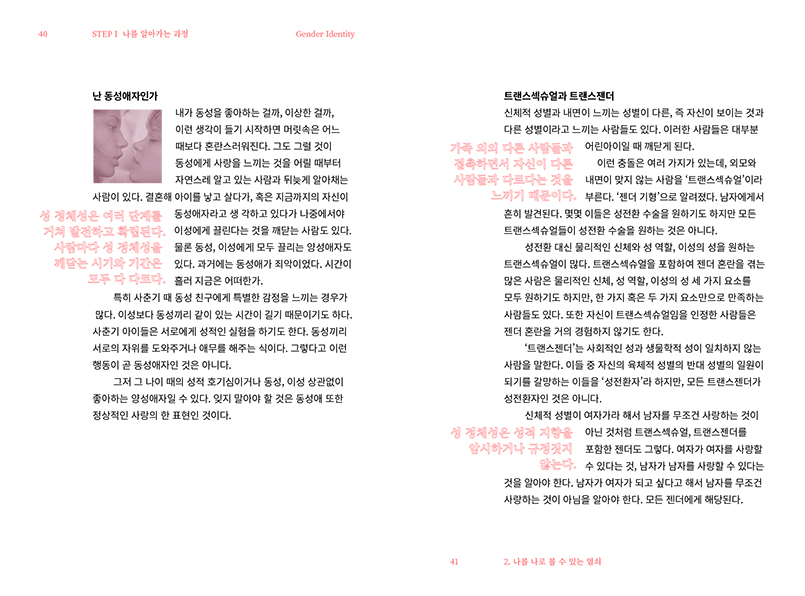 40
STEP I 나를 알아가는 과정
Gender Identity
난 동성애자인가
내가 동성을 좋아하는 걸까, 이상한 걸까,
이런 생각이 들기 시작하면 머릿속은 어느
때보다 혼란스러워진다. 그도 그럴 것이
동성에게 사랑을 느끼는 것을 어릴 때부터
자연스레 알고 있는 사람과 뒤늦게 알아채는
사람이 있다. 결혼해 아이를 낳고 살다가, 혹은 지금까지의 자신이
동성애자라고 생 각하고 있다가 나중에서야
이성에게 끌린다는 것을 깨닫는 사람도 있다.
물론 동성, 이성에게 모두 끌리는 양성애자도
있다. 과거에는 동성애가 죄악이었다. 시간이
흘러 지금은 어떠한가.
성 정체성은 여러 단계를
거쳐 발전하고 확립된다.
사람마다 성 정체성을
깨닫는 시기와 기간은
모두 다 다르다.
특히 사춘기 때 동성 친구에게 특별한 감정을 느끼는 경우가
많다. 이성보다 동성끼리 같이 있는 시간이 길기 때문이기도 하다.
사춘기 아이들은 서로에게 성적인 실험을 하기도 한다. 동성끼리
서로의 자위를 도와주거나 애무를 해주는 식이다. 그렇다고 이런
행동이 곧 동성애자인 것은 아니다.
그저 그 나이 때의 성적 호기심이거나 동성, 이성 상관없이
좋아하는 양성애자일 수 있다. 잊지 말아야 할 것은 동성애 또한
정상적인 사랑의 한 표현인 것이다.
트랜스섹슈얼과 트랜스젠더
신체적 성별과 내면이 느끼는 성별이 다른, 즉 자신이 보이는 것과
다른 성별이라고 느끼는 사람들도 있다. 이러한 사람들은 대부분
어린아이일 때 깨닫게 된다.
이런 충돌은 여러 가지가 있는데, 외모와
내면이 맞지 않는 사람을 ‘트랜스섹슈얼’이라
부른다. ‘젠더 기형’으로 알려졌다. 남자에게서
가족 외의 다른 사람들과
접촉하면서 자신이 다른
사람들과 다르다는 것을
느끼기 때문이다.
흔히 발견된다. 몇몇 이들은 성전환 수술을 원하기도 하지만 모든
트랜스섹슈얼들이 성전환 수술을 원하는 것은 아니다.
성전환 대신 물리적인 신체와 성 역할, 이성의 성을 원하는
트랜스섹슈얼이 많다. 트랜스섹슈얼을 포함하여 젠더 혼란을 겪는
많은 사람은 물리적인 신체, 성 역할, 이성의 성 세 가지 요소를
모두 원하기도 하지만, 한 가지 혹은 두 가지 요소만으로 만족하는
사람들도 있다. 또한 자신이 트랜스섹슈얼임을 인정한 사람들은
젠더 혼란을 거의 경험하지 않기도 한다.
‘트랜스젠더’는 사회적인 성과 생물학적 성이 일치하지 않는
사람을 말한다. 이들 중 자신의 육체적 성별의 반대 성별의 일원이
되기를 갈망하는 이들을 ‘성전환자’라 하지만, 모든 트랜스젠더가
성전환자인 것은 아니다.
신체적 성별이 여자가라 해서 남자를 무조건 사랑하는 것이
아닌 것처럼 트랜스섹슈얼, 트랜스젠더를
포함한 젠더도 그렇다. 여자가 여자를 사랑할
수 있다는 것, 남자가 남자를 사랑할 수 있다는
성 정체성은 성적 지향을
암시하거나 규정짓지
않는다.
것을 알아야 한다. 남자가 여자가 되고 싶다고 해서 남자를 무조건
사랑하는 것이 아님을 알아야 한다. 모든 젠더에게 해당된다.
41
2. 나를 나로 볼 수 있는 열쇠